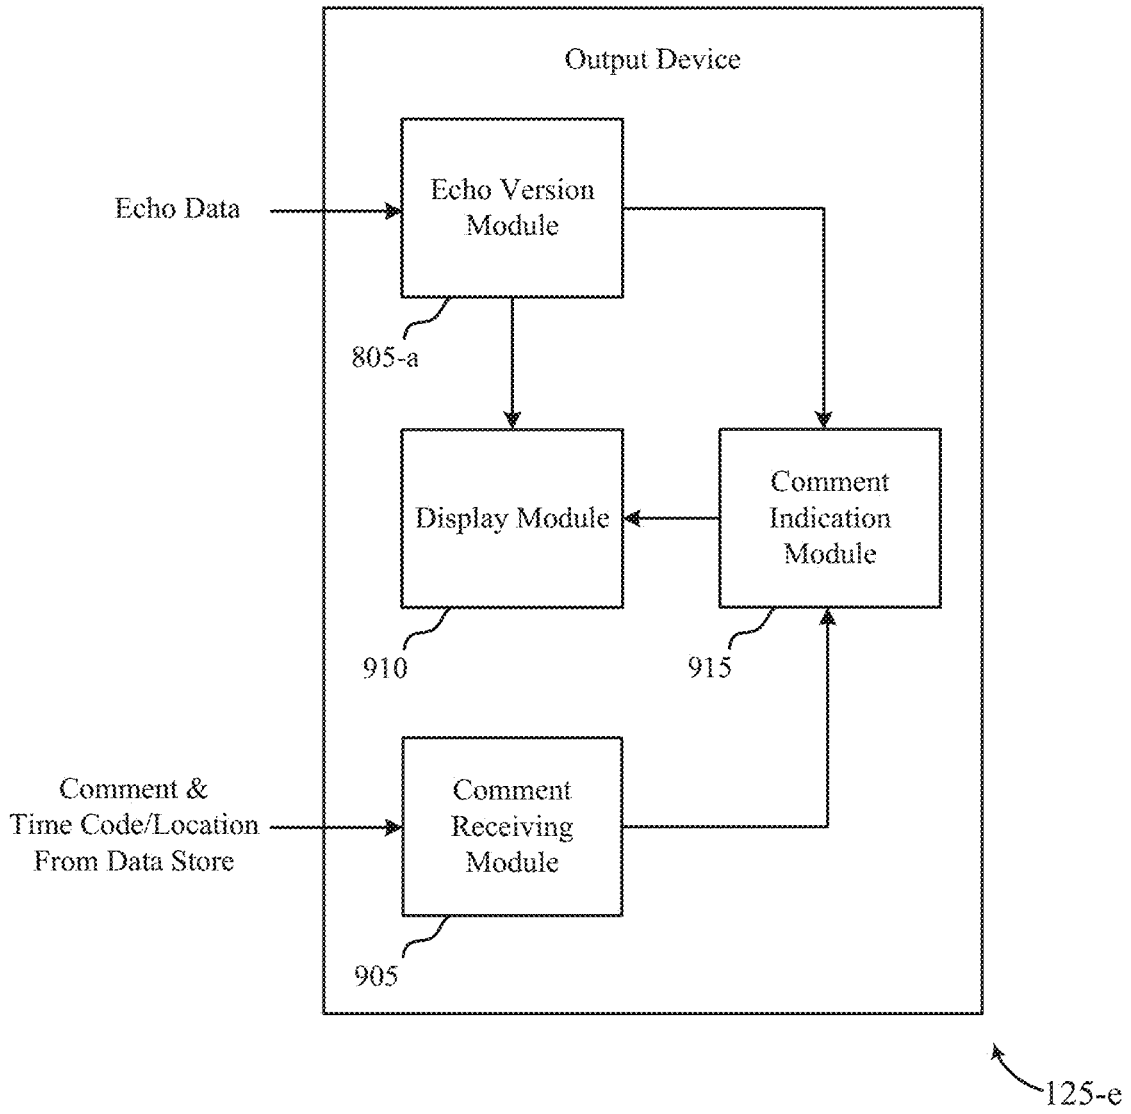 Output Device
Echo Data
Echo Version
Module
805-a
Display Module
910
Comment
Indication
Module
915
Comment &
Time Code/Location
From Data Store
Comment
Receiving
Module
905
125-e